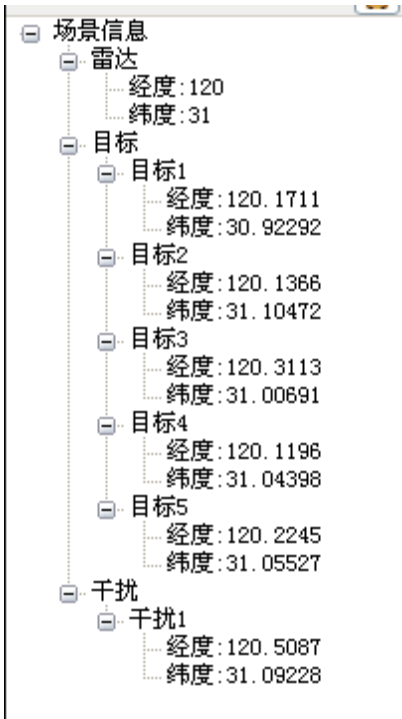 场景信息
雷达
经度:120
纬度:31
目标
目标1
经度:120.1711
纬度:30.92292
目标2
经度:120.1366
纬度:31.10472
目标3
经度:120.3113
纬度:31.00691
目标4
经度:120.1196
纬度:31.04398
目标5
经度:120.2245
纬度:31.05527
干扰
干扰1
经度:120.5087
纬度:31.09228